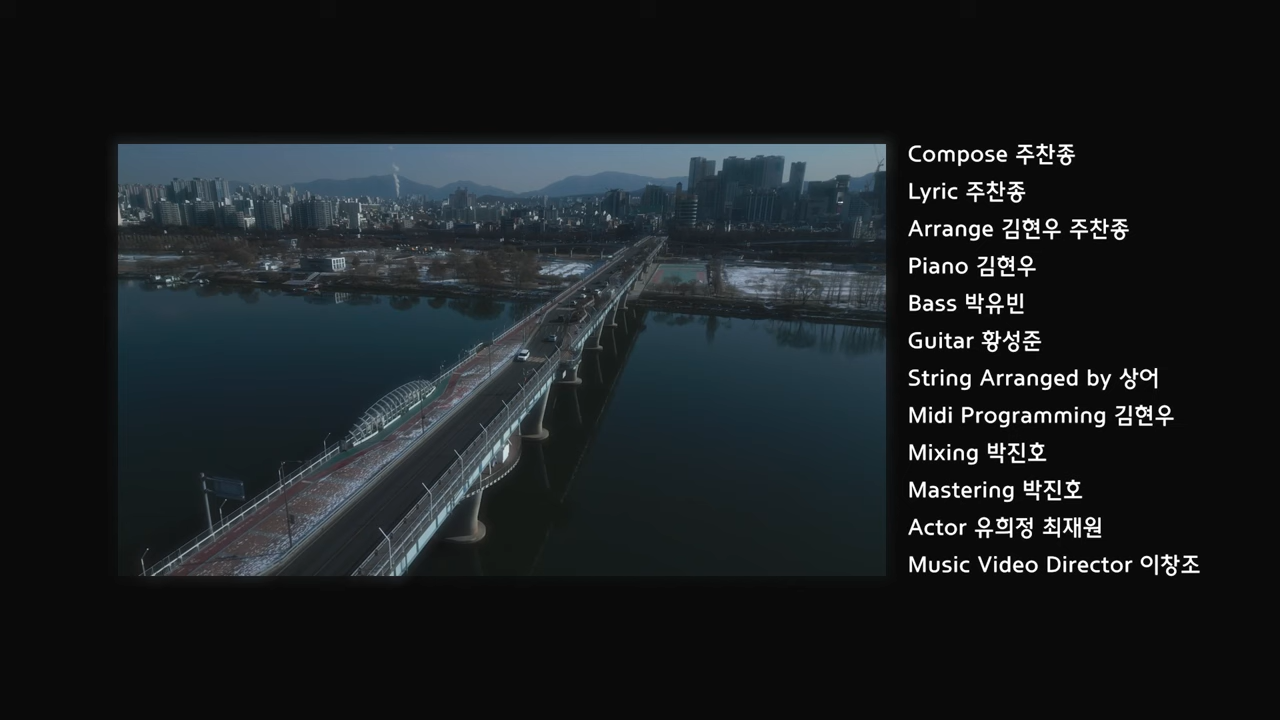 Compose 주찬종
Lyric 주찬종
Arrange 김현우 주찬종
Piano 김현우
Bass 박유빈
Guitar 황성준
String Arranged by 상어
Midi Programming 김현우
Mixing 박진호
Mastering 박진호
Actor 유희정 최재원
Music Video Director 이창조